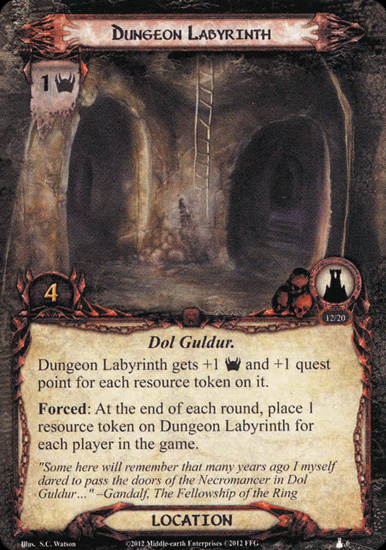 Dungeon Labyrinth
1
4
12/20
Dol Guldur.
Dungeon Labyrinth gets +1 and +1 quest
point for each resource token on it.
Forced: At the end of each round, place 1
resource token on Dungeon Labyrinth for
each player in the game.
"Some here will remember that many years ago I myself
dared to pass the doors of the Necromancer in Dol
Guldur…" –Gandalf, The Fellowship of the Ring
LOCATION
Illus. S.C. Watson
©2012 Middle-earth Enterprises ©2012 FFG
6